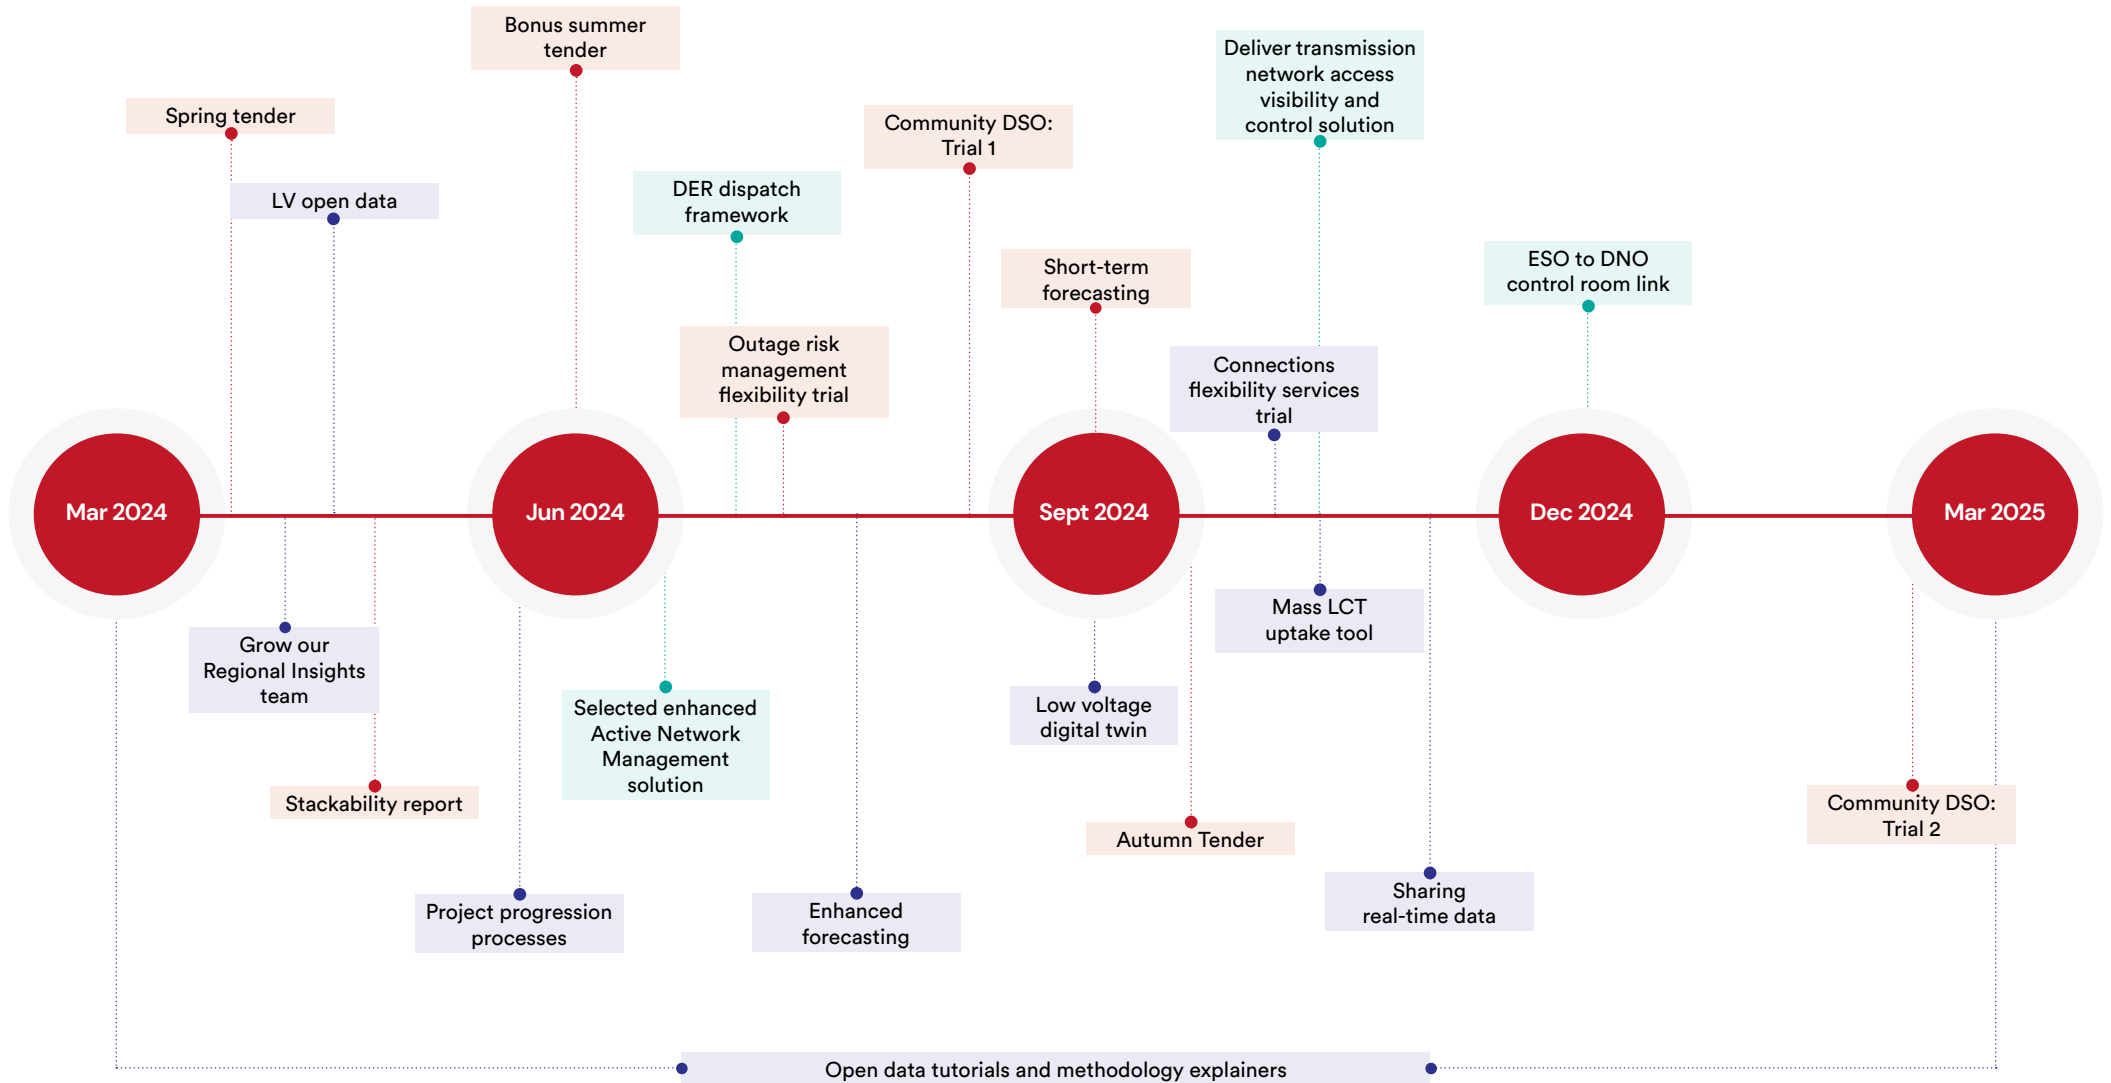 Bonus summer
tender
Spring tender
LV open data
DER dispatch
framework
Outage risk
management
flexibility trial
Community DSO:
Trial 1
Short-term
forecasting
Deliver transmission
network access
visibility and
control solution
Connections
flexibility services
trial
ESO to DNO
control room link
Mar 2024
Jun 2024
Sept 2024
Dec 2024
Mar 2025
Grow our
Regional Insights
team
Stackability report
Project progression
processes
Selected enhanced
Active Network
Management
solution
Enhanced
forecasting
Low voltage
digital twin
Autumn Tender
Mass LCT
uptake tool
Sharing
real-time data
Community DSO:
Trial 2
Open data tutorials and methodology explainers